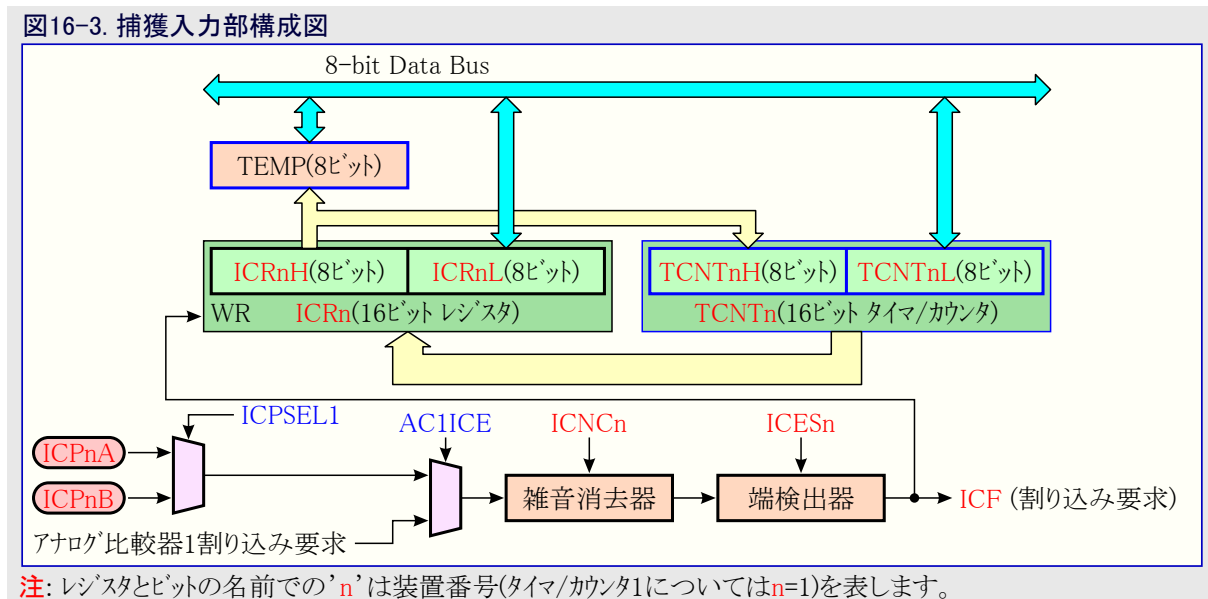 図16-3. 捕獲入力部構成図
8-bit Data Bus
TEMP(8ﾋﾞｯﾄ)
ICRnH(8ﾋﾞｯﾄ) ICRnL(8ﾋﾞｯﾄ)
TCNTnH(8ﾋﾞｯﾄ) TCNTnL(8ﾋﾞｯﾄ)
WR ICRn(16ﾋﾞｯﾄ ﾚｼﾞｽﾀ)
TCNTn(16ﾋﾞｯﾄ ﾀｲﾏ/ｶｳﾝﾀ)
ICPSEL1
AC1ICE
ICNCn
ICESn
ICPnA
ICPnB
雑音消去器
端検出器
ICF (割り込み要求)
ｱﾅﾛｸﾞ比較器1割り込み要求
注: ﾚｼﾞｽﾀとﾋﾞｯﾄの名前での'n'は装置番号(ﾀｲﾏ/ｶｳﾝﾀ1についてはn=1)を表します。